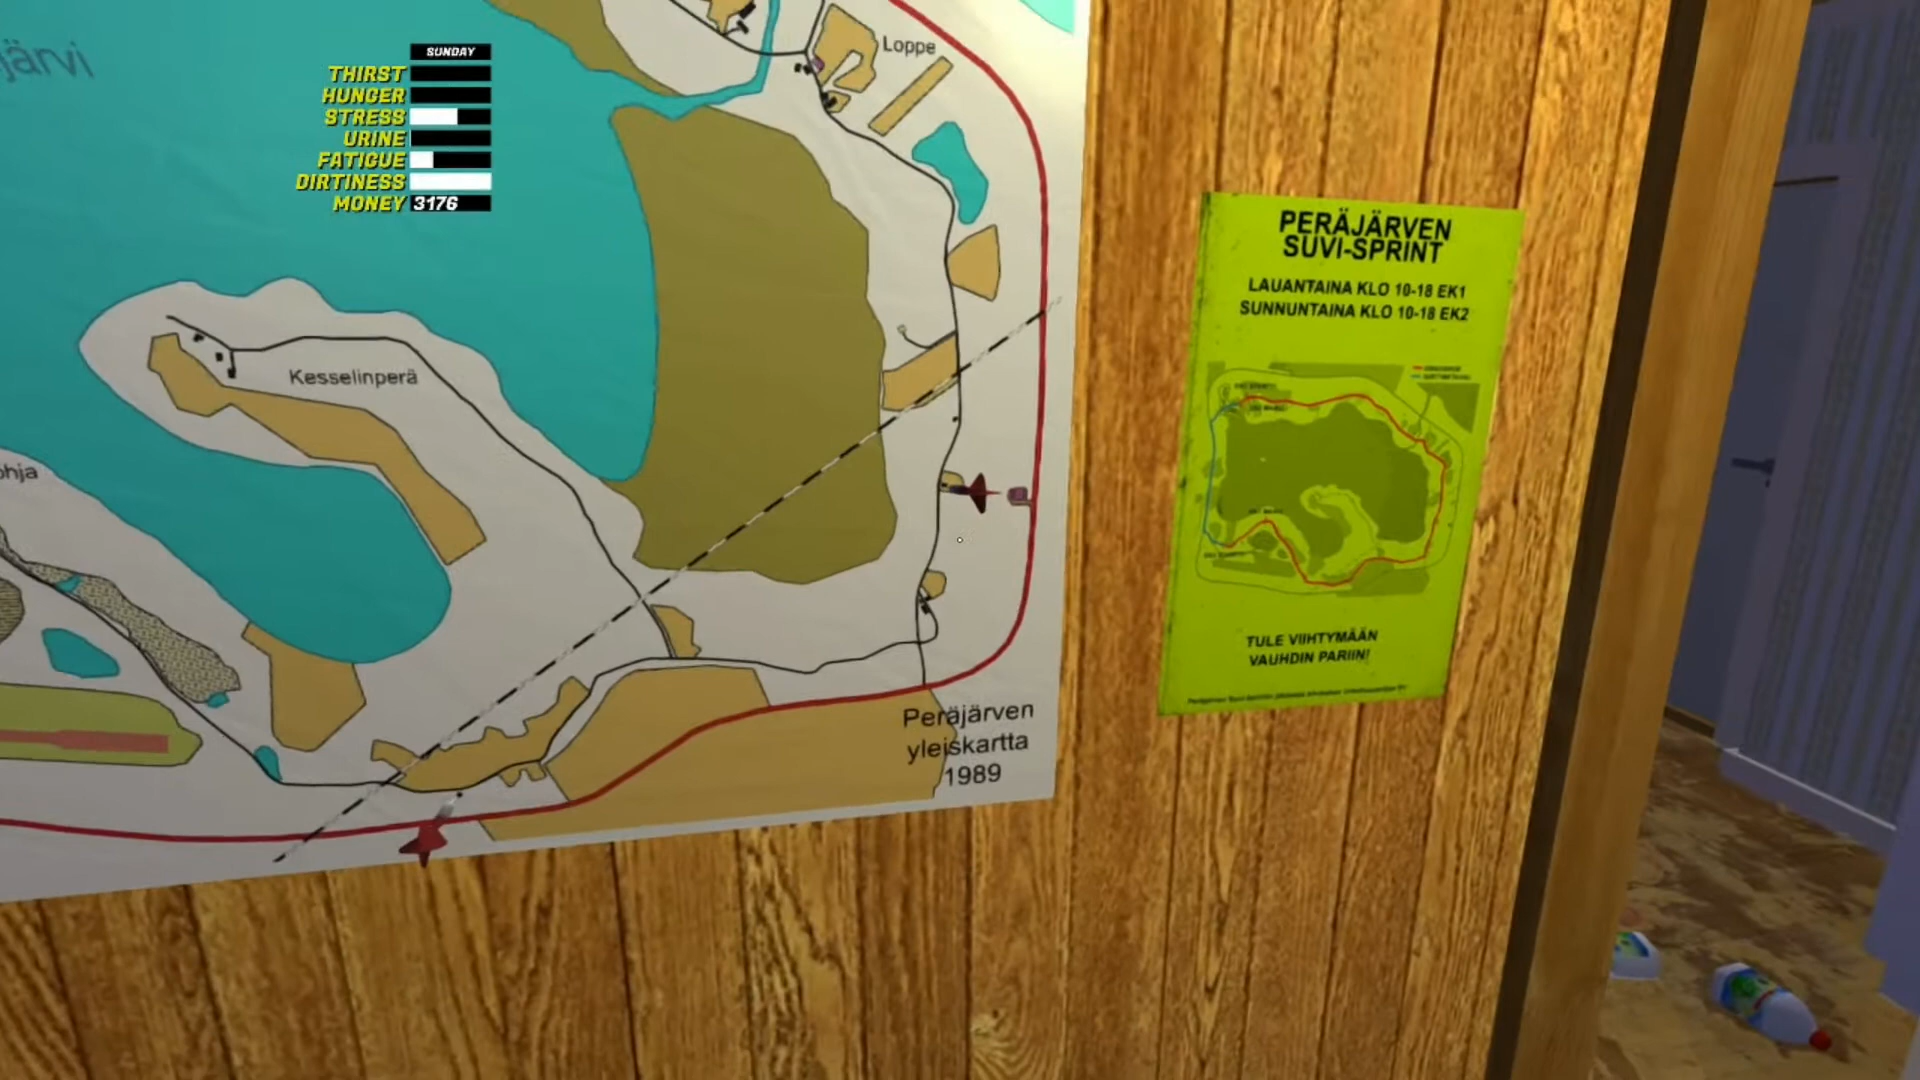 järvi
SUNDAY
THIRST
HUNGER
STRESS
URINE
FATIGUE
DIRTINESS
MONEY 3176
Loppe
Kesselinperä
ohja
Peräjärven
yleiskartta
1989
PERÄJÄRVEN
SUVI-SPRINT
LAUANTAINA KLO 10-18 EK1
SUNNUNTAINA KLO 10-18 EK2
TULE VIIHTYMÄÄN
VAUHDIN PARIIN!